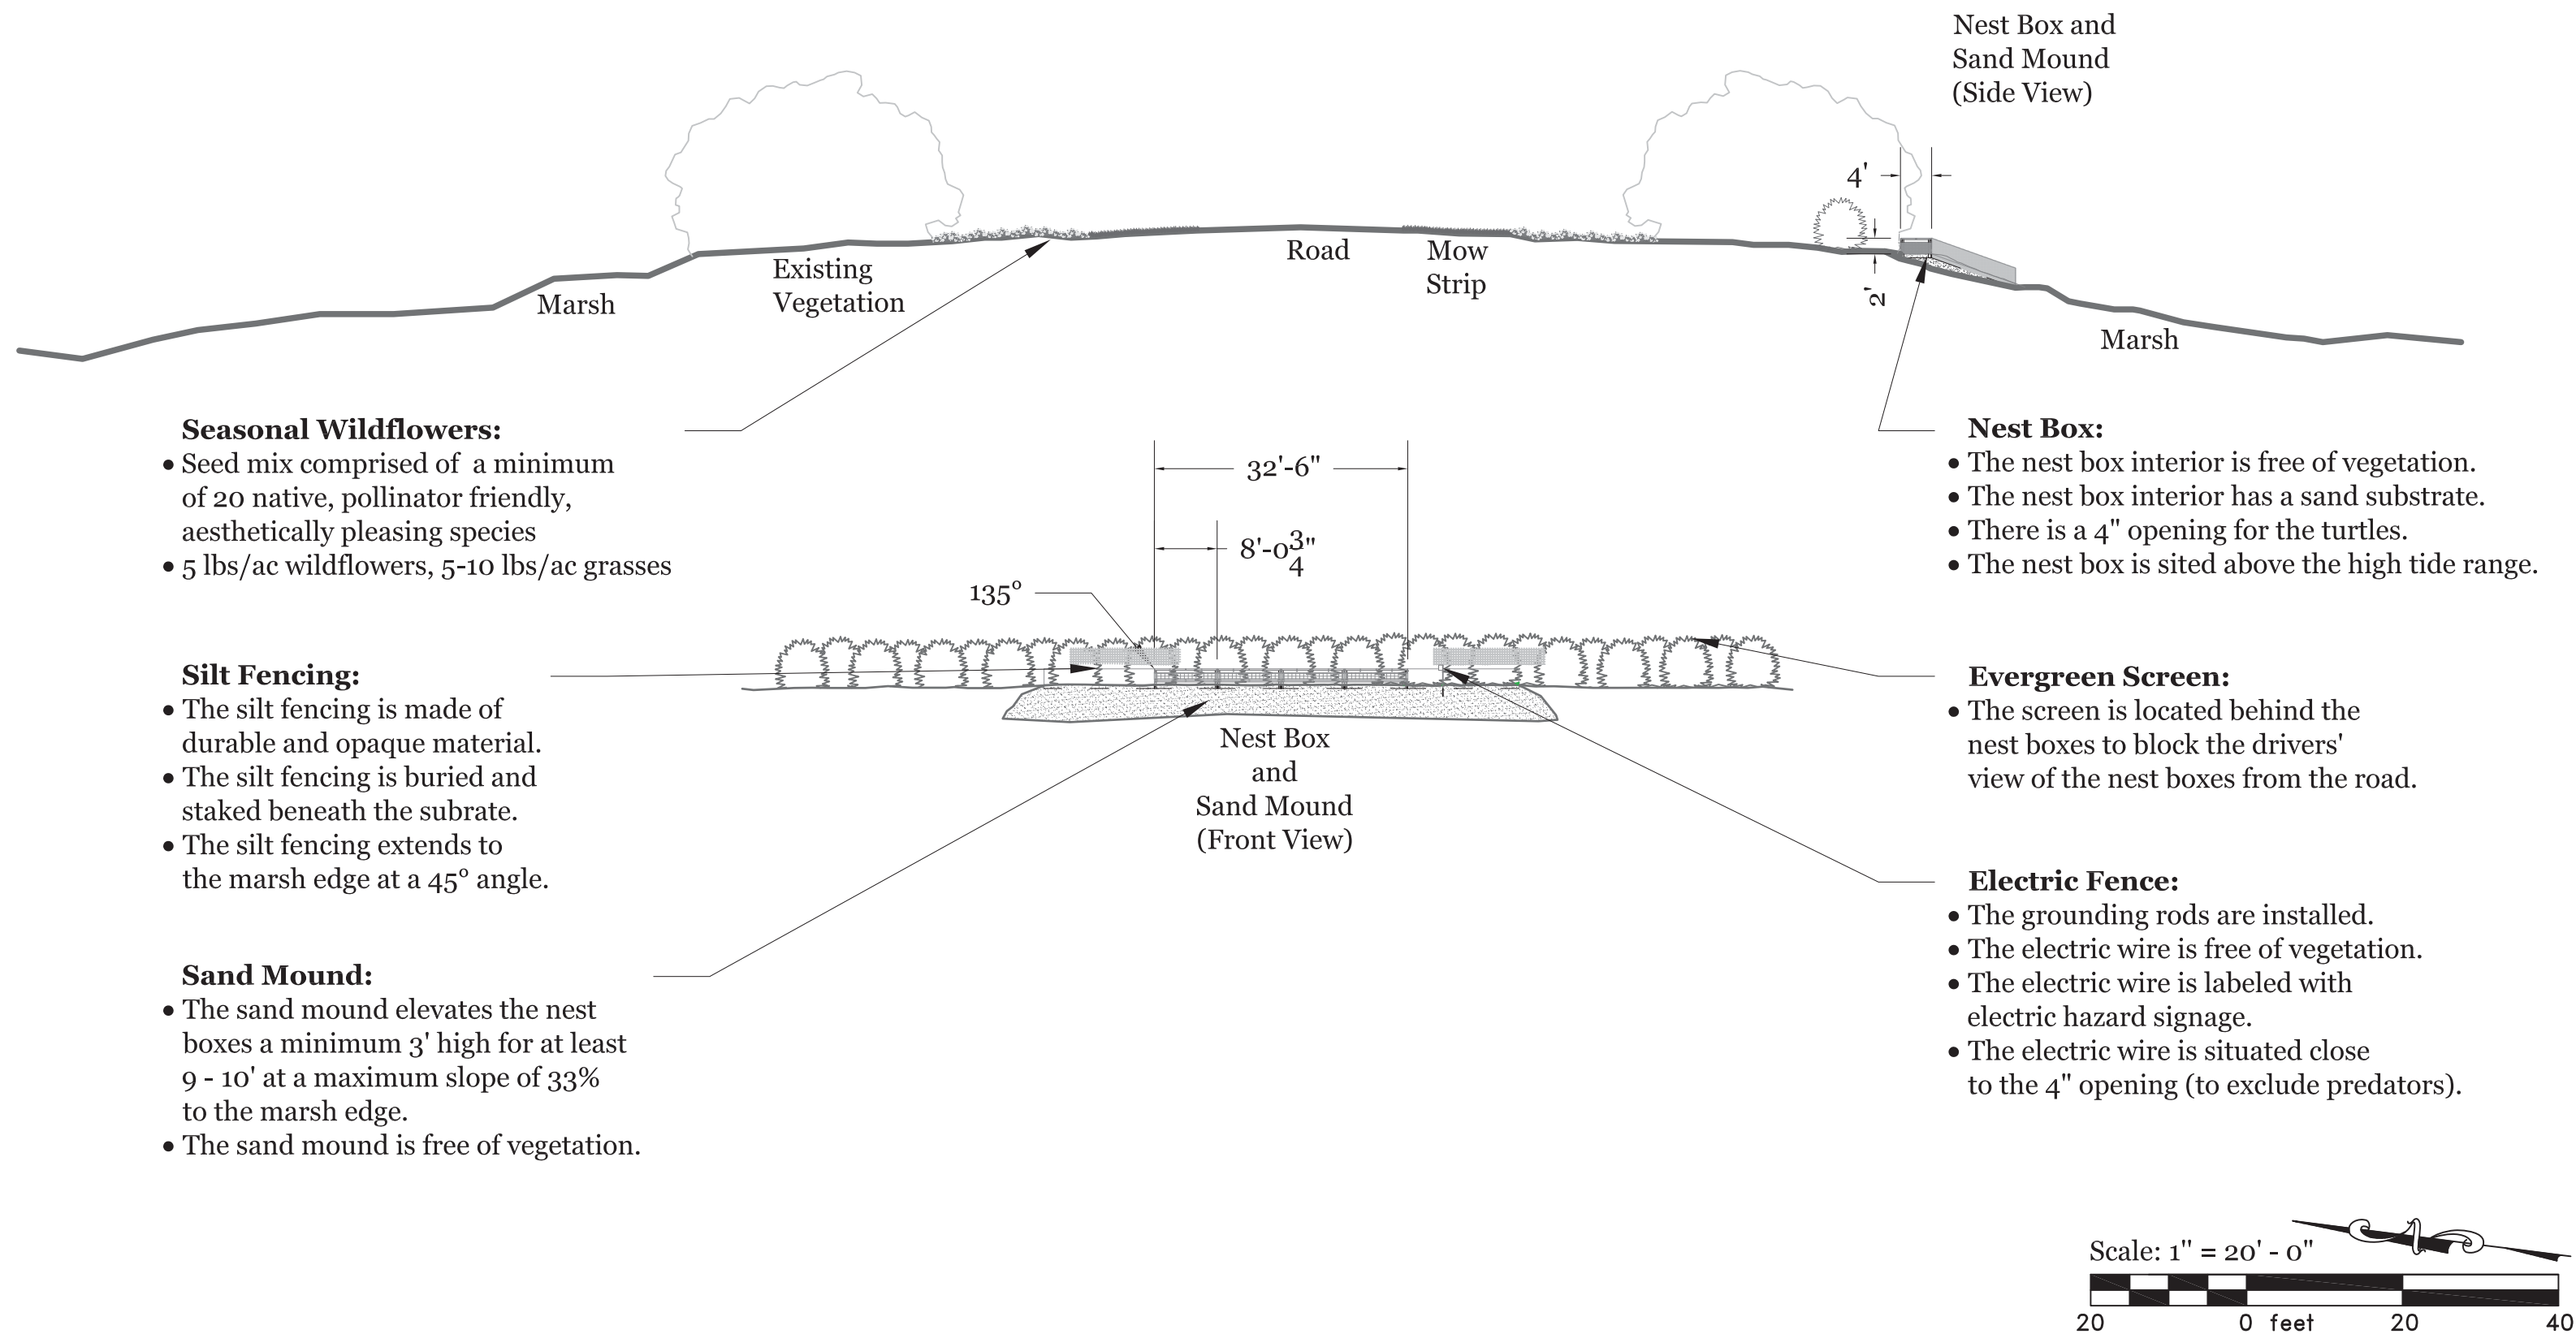 Nest Box and
Sand Mound
(Side View)
4'
2'
Existing
Vegetation
Road
Mow
Strip
Marsh
Marsh
Seasonal Wildflowers:
• Seed mix comprised of a minimum
of 20 native, pollinator friendly,
aesthetically pleasing species
• 5 lbs/ac wildflowers, 5-10 lbs/ac grasses
Silt Fencing:
• The silt fencing is made of
durable and opaque material.
• The silt fencing is buried and
staked beneath the subrate.
• The silt fencing extends to
the marsh edge at a 45° angle.
Sand Mound:
• The sand mound elevates the nest
boxes a minimum 3' high for at least
9 - 10' at a maximum slope of 33%
to the marsh edge.
• The sand mound is free of vegetation.
32'-6"
8'-0 3/4"
135°
Nest Box
and
Sand Mound
(Front View)
Nest Box:
• The nest box interior is free of vegetation.
• The nest box interior has a sand substrate.
• There is a 4" opening for the turtles.
• The nest box is sited above the high tide range.
Evergreen Screen:
• The screen is located behind the
nest boxes to block the drivers'
view of the nest boxes from the road.
Electric Fence:
• The grounding rods are installed.
• The electric wire is free of vegetation.
• The electric wire is labeled with
electric hazard signage.
• The electric wire is situated close
to the 4" opening (to exclude predators).
Scale: 1" = 20' - 0"
20 0 feet 20 40